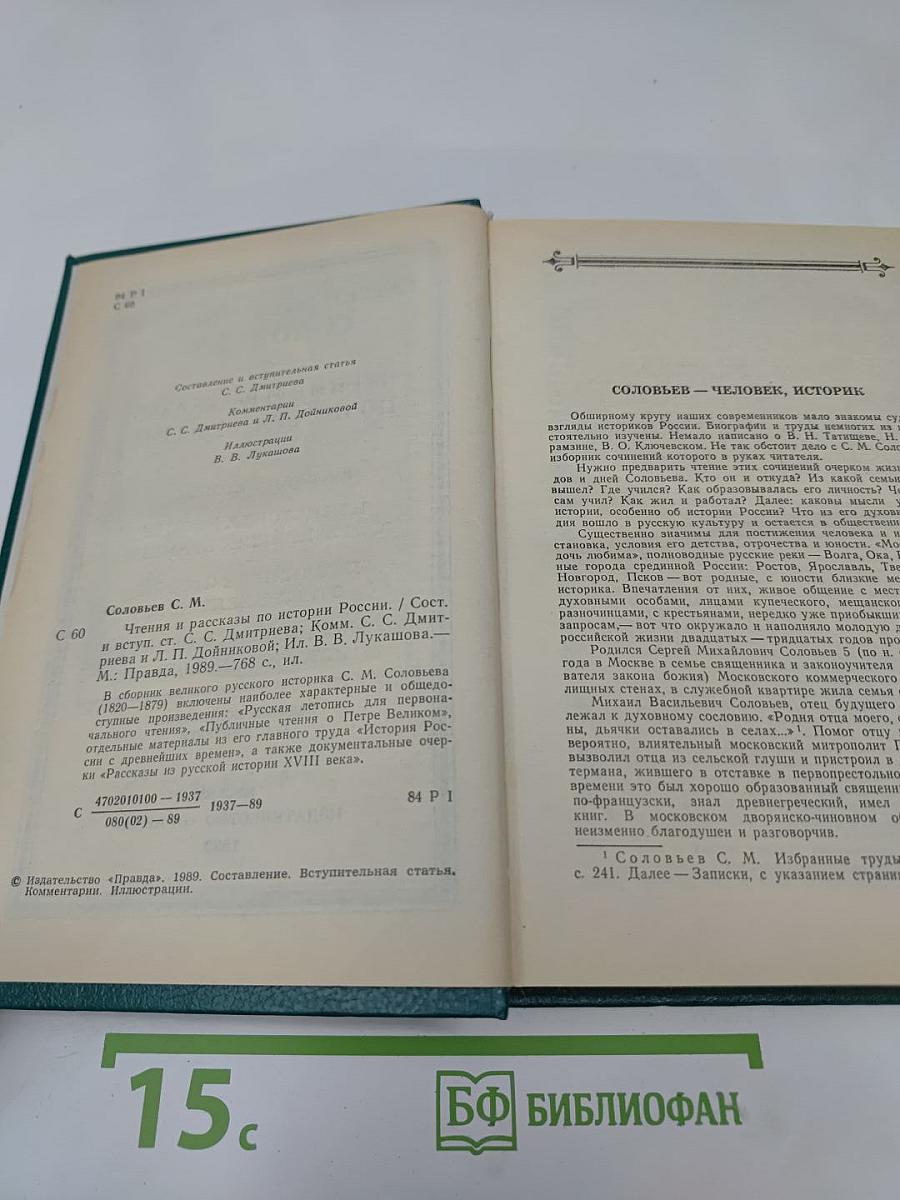 84 Р 1
С 60
Составление и вступительная статья
С. С. Дмитриева
Комментарии
С. С. Дмитриева и Л. П. Дойниковой
Иллюстрации
В. В. Лукашова
Соловьев С. М.
С 60 Чтения и рассказы по истории России. / Сост.
и вступ. ст. С. С. Дмитриева; Комм. С. С. Дмит-
риева и Л. П. Дойниковой; Ил. В. В. Лукашова.—
М.: Правда, 1989.—768 с., ил.
В сборник великого русского историка С. М. Соловьева
(1820—1879) включены наиболее характерные и общедо-
ступные произведения: «Русская летопись для первона-
чального чтения», «Публичные чтения о Петре Великом»,
отдельные материалы из его главного труда «История Рос-
сии с древнейших времен», а также документальные очер-
ки «Рассказы из русской истории XVIII века».
С 4702010100—1937
080(02)—89
1937—89
84 Р 1
© Издательство «Правда». 1989. Составление. Вступительная статья.
Комментарии. Иллюстрации.
СОЛОВЬЕВ — ЧЕЛОВЕК, ИСТОРИК
Обширному кругу наших современников мало знакомы
взгляды историков России. Биографии и труды немногих из
стоятельно изучены. Немало написано о В. Н. Татищеве, Н.
рамзине, В. О. Ключевском. Не так обстоит дело с С. М.
изборник сочинений которого в руках читателя.
Нужно предварить чтение этих сочинений очерком
дов и дней Соловьева. Кто он и откуда? Из какой
вышел? Где учился? Как образовывалась его личность?
сам учил? Как жил и работал? Далее: каковы мысли
истории, особенно об истории России? Что из его
дия вошло в русскую культуру и остается в
Существенно значимы для постижения человека и
становка, условия его детства, отрочества и юности.
дочь любима», полноводные русские реки — Волга, Ока,
ные города срединной России: Ростов, Ярославль,
Новгород, Псков — вот родные, с юности близкие
историка. Впечатления от них, живое общение с
духовными особами, лицами купеческого,
разночинцами, с крестьянами, нередко уже
запросам,— вот что окружало и наполняло молодую
российской жизни двадцатых — тридцатых годов
Родился Сергей Михайлович Соловьев 5 (по н.
года в Москве в семье священника и законоучителя
вателя закона божия) Московского коммерческого
лищных стенах, в служебной квартире жила семья
Михаил Васильевич Соловьев, отец будущего
лежал к духовному сословию. «Родня отца моего,
ны, дьячки оставались в селах...»¹. Помог отцу
вероятно, влиятельный московский митрополит
вызволил отца из сельской глуши и пристроил в
термана, жившего в отставке в первопрестольно
времени это был хорошо образованный
по-французски, знал древнегреческий, имел
книг. В московском дворянско-чиновном
неизменно благодушен и разговорчив.
¹ Соловьев С. М. Избранные труды
с. 241. Далее — Записки, с указанием
15 с
БФ БИБЛИОФАН